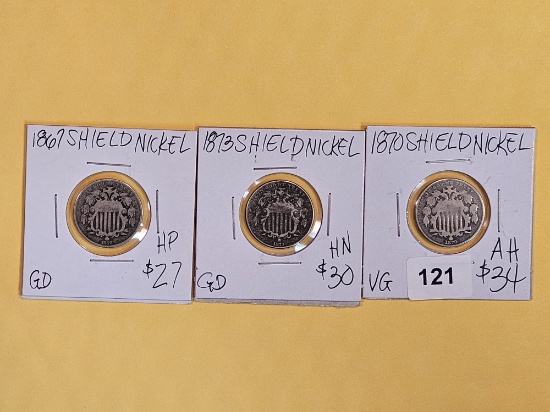 1867 SHIELD NICKEL
HP
GD
$27
1873 SHIELD NICKEL
HN
GD
$30
1870 SHIELD NICKEL
AH
VG
121
$34